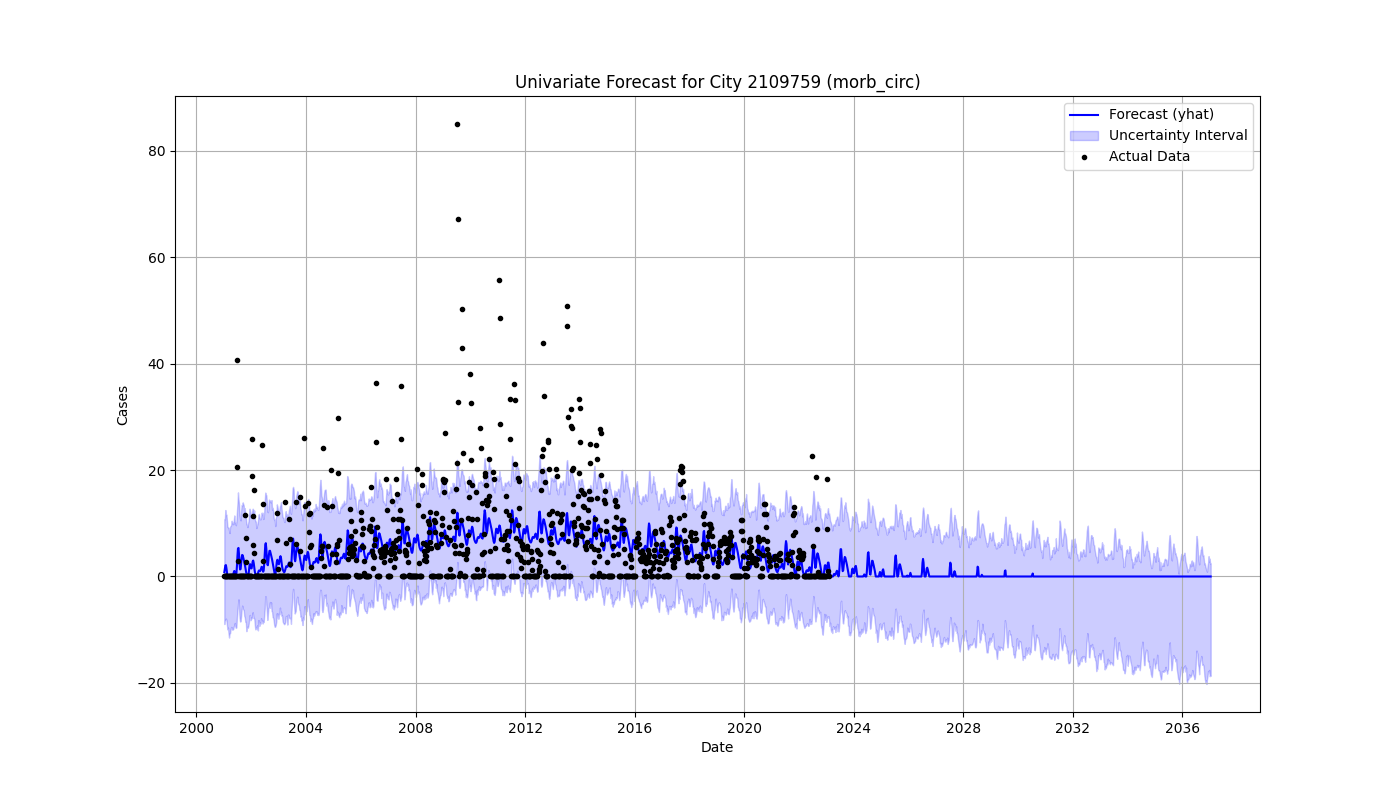 Univariate Forecast for City 2109759 (morb_circ)
Forecast (yhat)
Uncertainty Interval
Actual Data
80
60
40
20
0
−20
Cases
2000 2004 2008 2012 2016 2020 2024 2028 2032 2036
Date